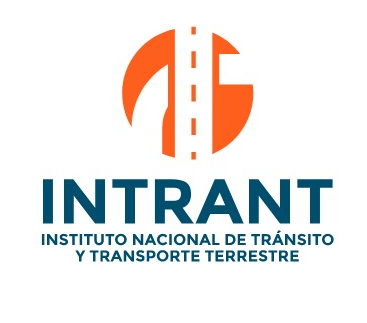 INTRANT
INSTITUTO NACIONAL DE TRÁNSITO
Y TRANSPORTE TERRESTRE